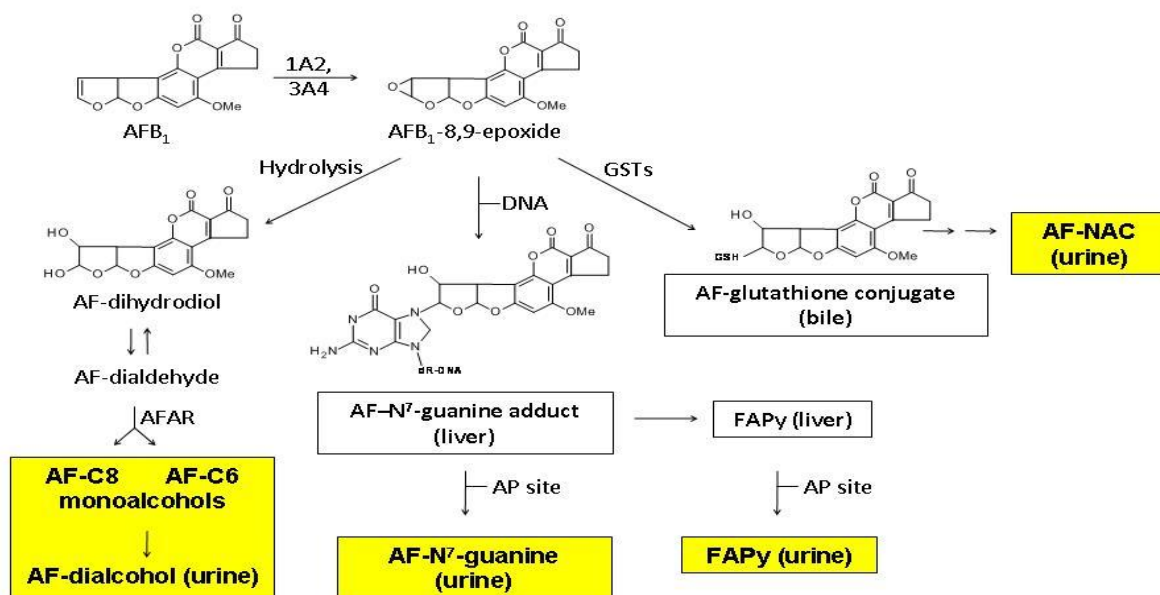 1A2,
3A4
AFB₁
AFB₁-8,9-epoxide
Hydrolysis
DNA
GSTs
AF-dihydrodiol
AF-dialdehyde
AFAR
AF-C8 AF-C6
monoalcohols
AF-dialcohol (urine)
AF–N⁷-guanine adduct
(liver)
FAPy (liver)
AP site
AP site
AF-N⁷-guanine
(urine)
FAPy (urine)
AF-glutathione conjugate
(bile)
AF-NAC
(urine)
O
O
O
O
O
OMe
O
O
O
O
O
O
OMe
HO
HO
O
O
O
O
O
OMe
HO
O
O
O
O
O
OMe
O
N
N
N
N
H₂N
dR-DNA
HO
GSH
O
O
O
O
O
OMe